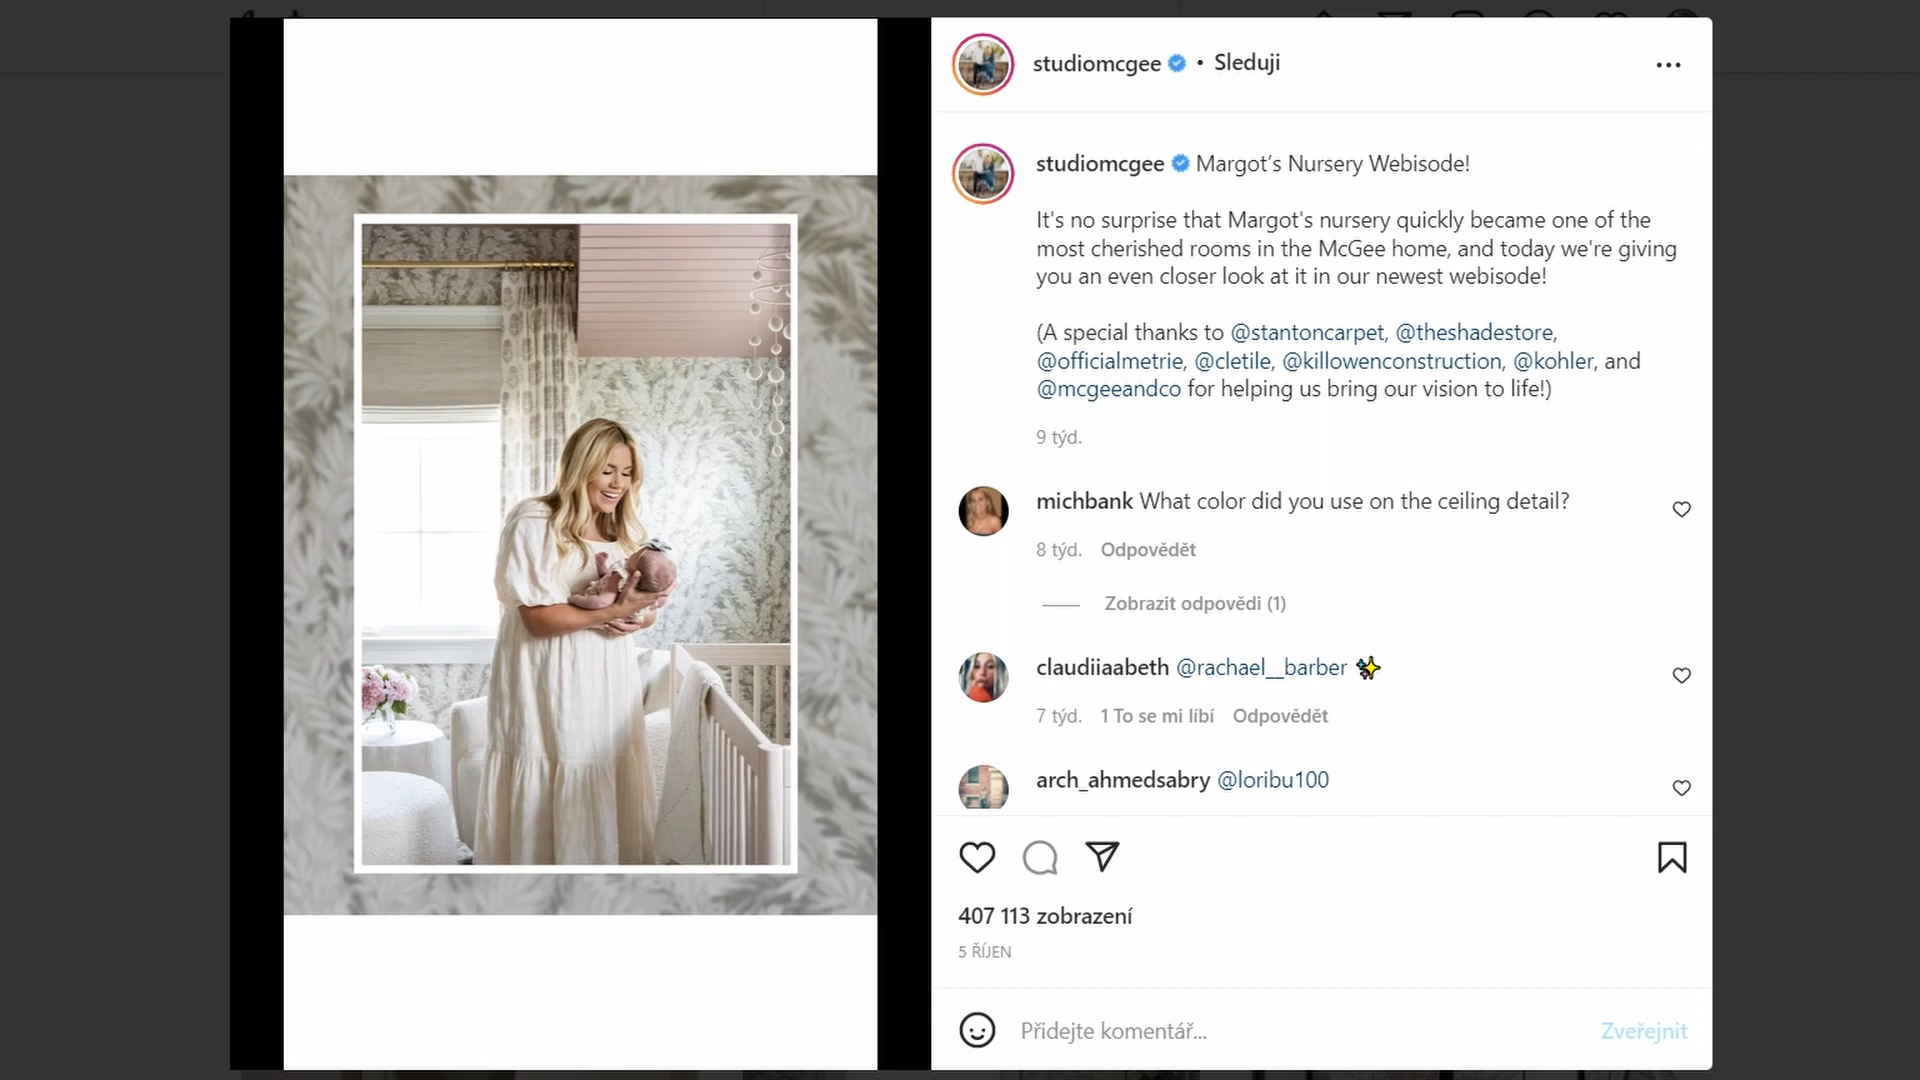 studiomcgee • Sleduji
studiomcgee Margot’s Nursery Webisode!
It's no surprise that Margot's nursery quickly became one of the
most cherished rooms in the McGee home, and today we're giving
you an even closer look at it in our newest webisode!
(A special thanks to @stantoncarpet, @theshadestore,
@officialmetrie, @cletile, @killowenconstruction, @kohler, and
@mcgeeandco for helping us bring our vision to life!)
9 týd.
michbank What color did you use on the ceiling detail?
8 týd. Odpovědět
Zobrazit odpovědi (1)
claudiiaabeth @rachael__barber
7 týd. 1 To se mi líbí Odpovědět
arch_ahmedsabry @loribu100
407 113 zobrazení
5 ŘÍJEN
Přidejte komentář...
Zveřejnit